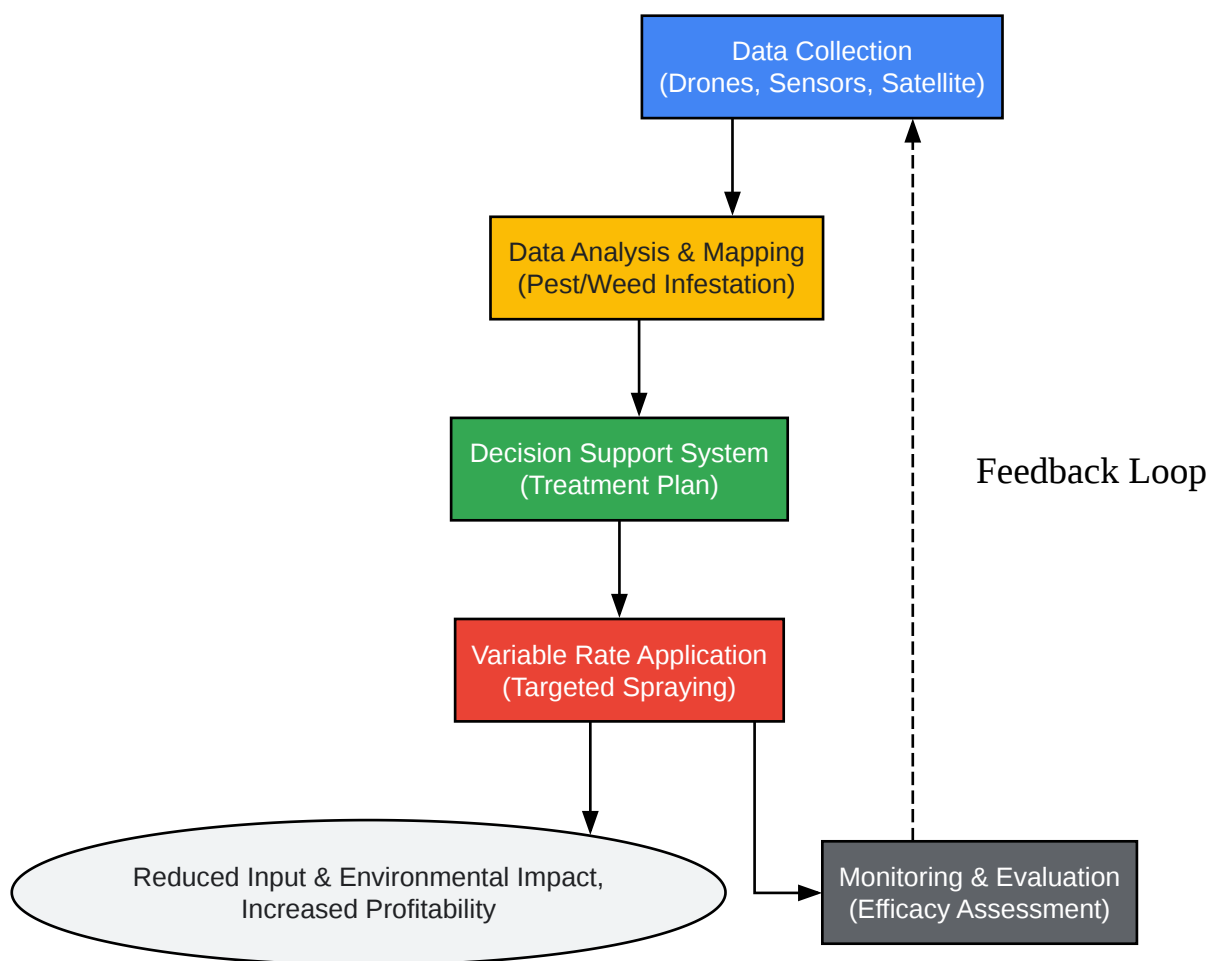 Data Collection
(Drones, Sensors, Satellite)
Data Analysis & Mapping
(Pest/Weed Infestation)
Decision Support System
(Treatment Plan)
Feedback Loop
Variable Rate Application
(Targeted Spraying)
Reduced Input & Environmental Impact,
Increased Profitability
Monitoring & Evaluation
(Efficacy Assessment)